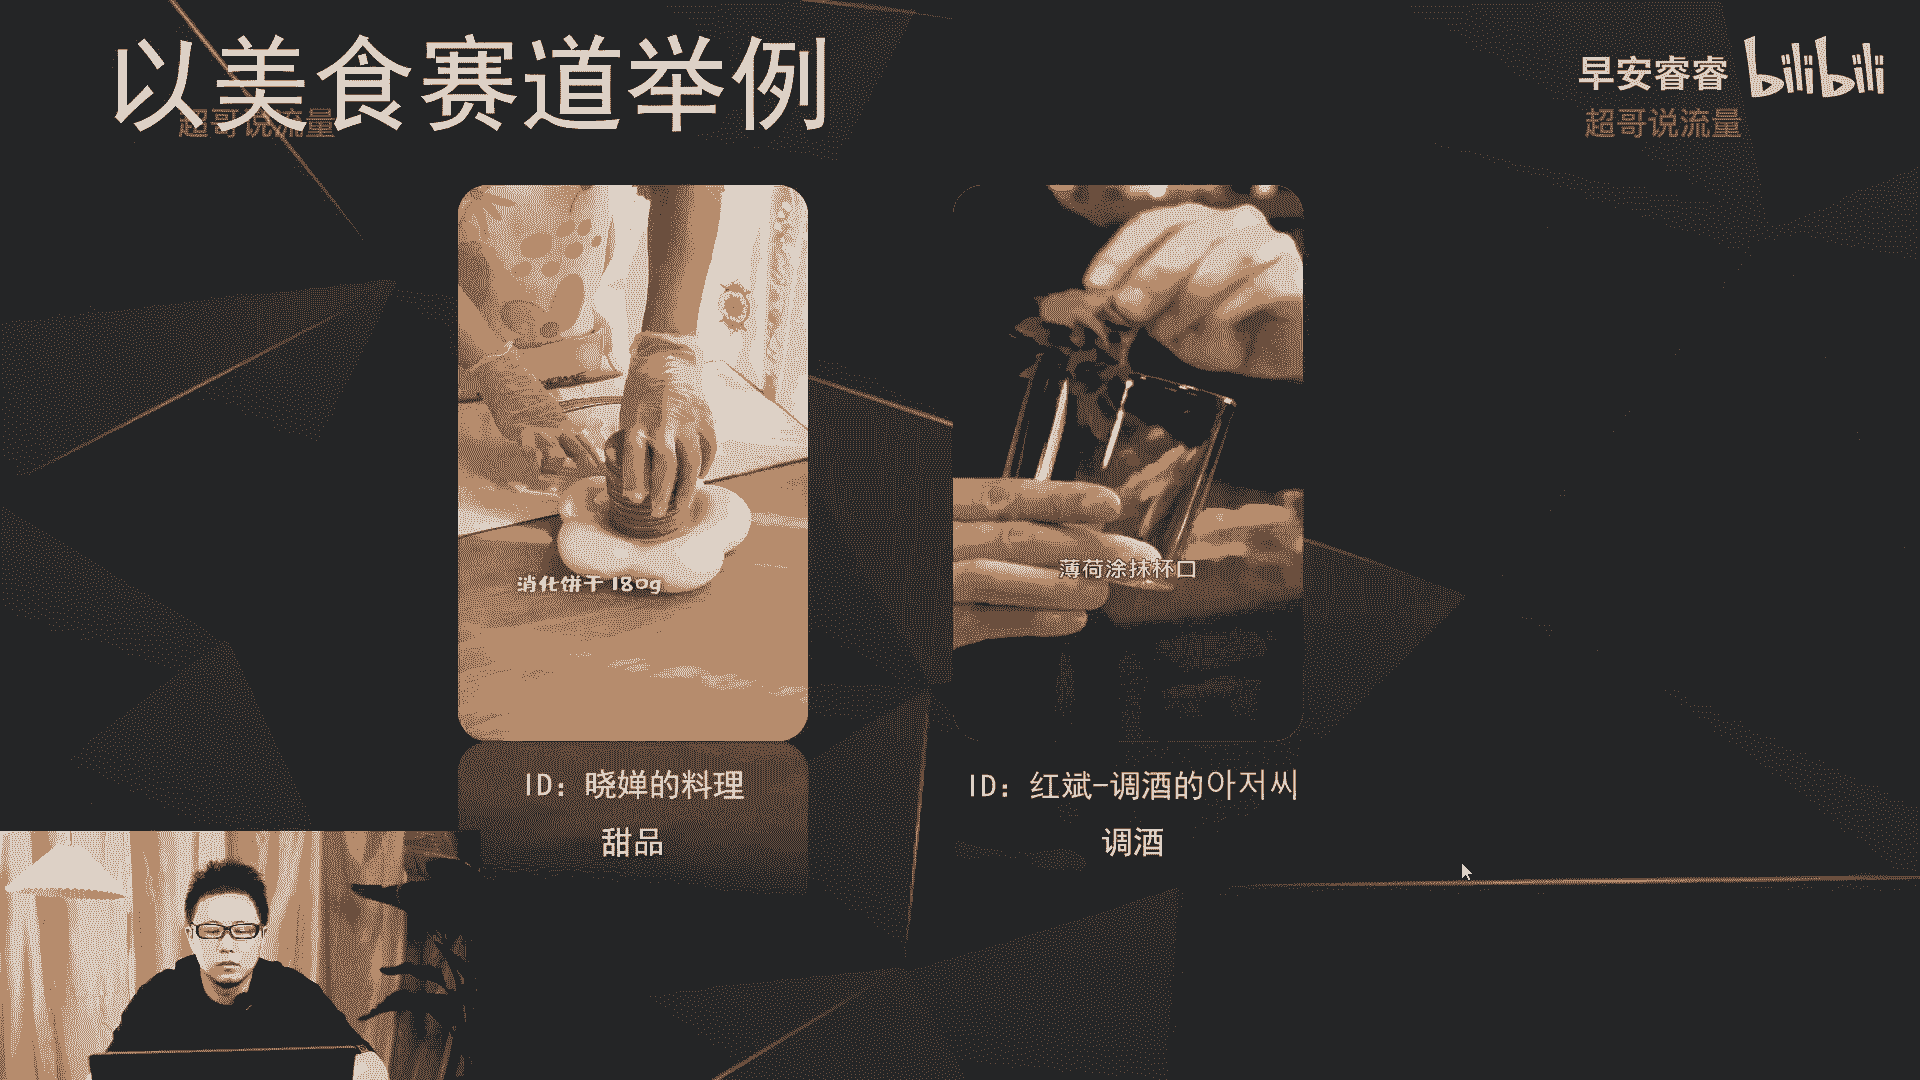 以美食赛道举例
超哥说流量
早安睿睿 bilibili
超哥说流量
消化饼干 180g
薄荷涂抹杯口
ID：晓婵的料理
甜品
ID：红斌-调酒的아저씨
调酒